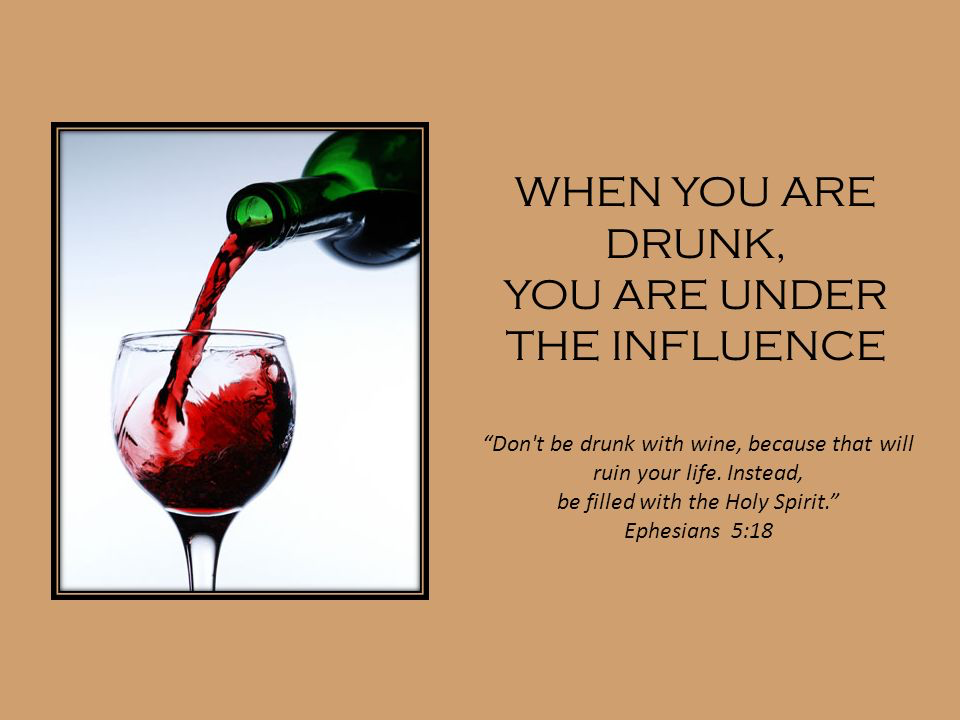 WHEN YOU ARE
DRUNK,
YOU ARE UNDER
THE INFLUENCE
“Don't be drunk with wine, because that will
ruin your life. Instead,
be filled with the Holy Spirit.”
Ephesians  5:18